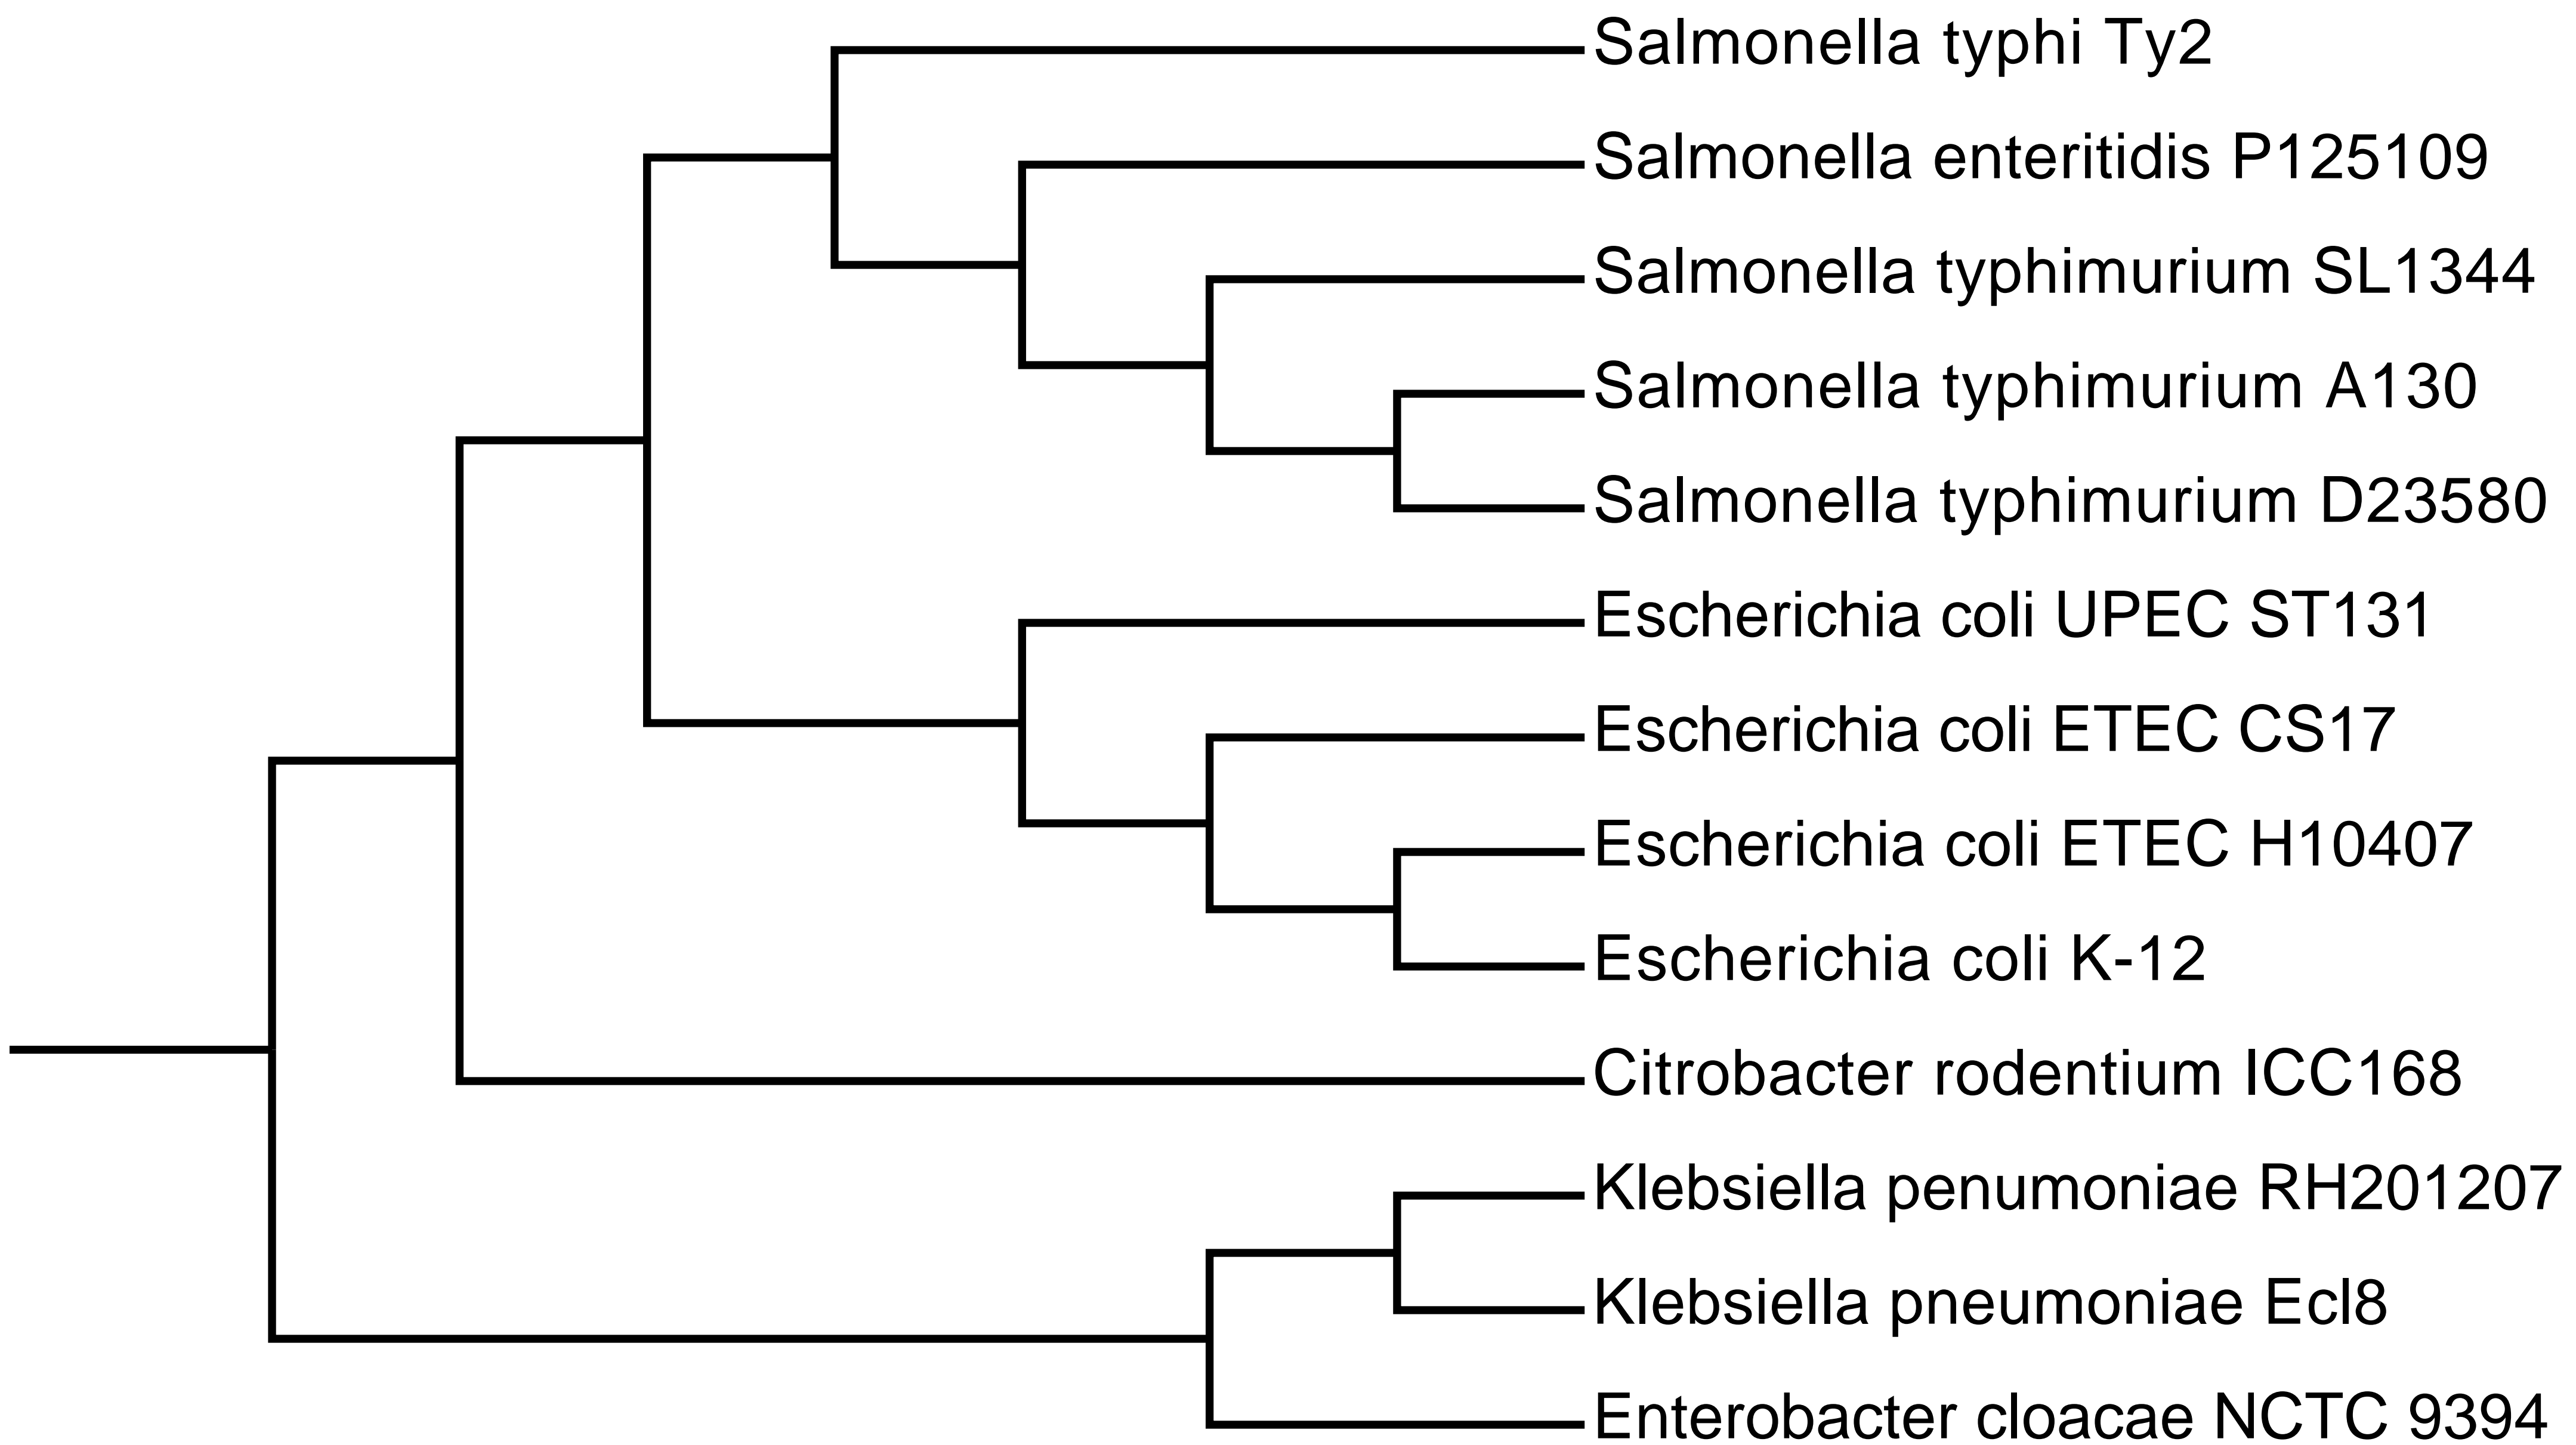 Salmonella typhi Ty2
Salmonella enteritidis P125109
Salmonella typhimurium SL1344
Salmonella typhimurium A130
Salmonella typhimurium D23580
Escherichia coli UPEC ST131
Escherichia coli ETEC CS17
Escherichia coli ETEC H10407
Escherichia coli K-12
Citrobacter rodentium ICC168
Klebsiella penumoniae RH201207
Klebsiella pneumoniae Ecl8
Enterobacter cloacae NCTC 9394